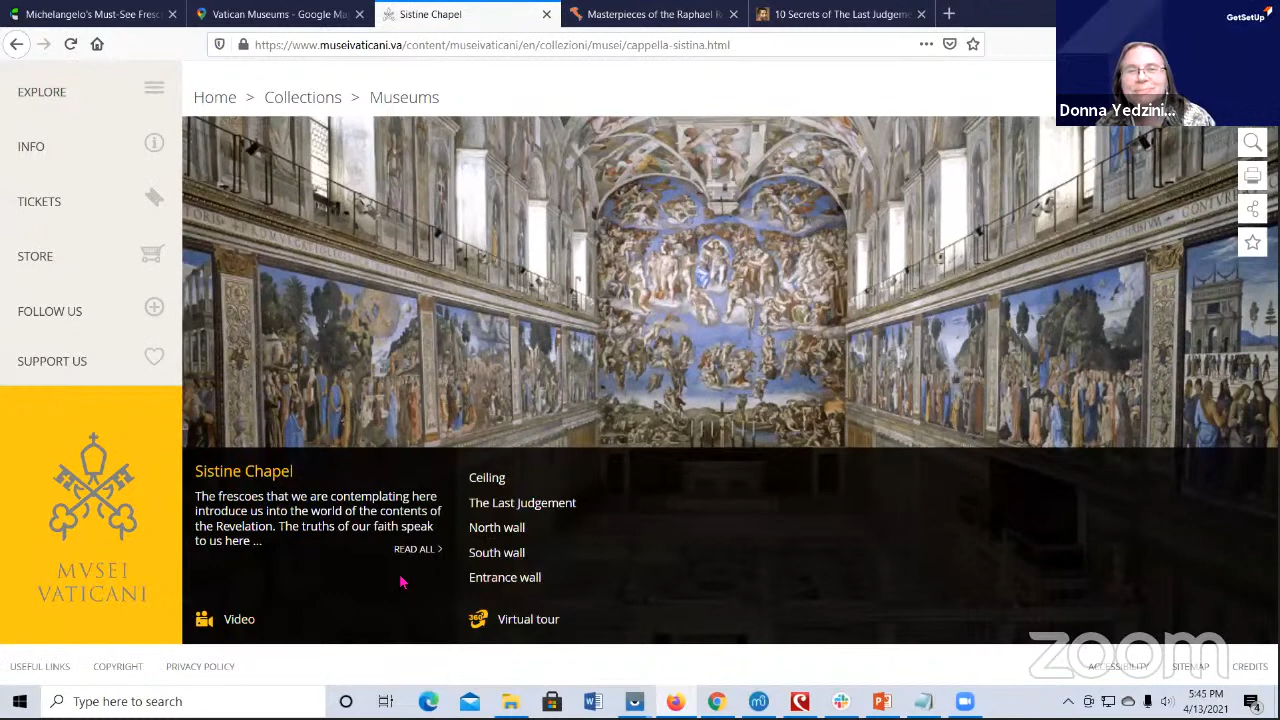 Michelangelo's Mes Fresc
Vatican Museums - Google Ma
Sistine Chapel
Masterpieces of the Raphael R
10 Secrets of The Last Judgeme
GetSetUp
https://www.museivaticani.va/content/museivaticani/en/collezioni/musei/cappella-sistina.html
Donna Yedzini...
EXPLORE
Home > Collections > Museums
INFO
TICKETS
STORE
FOLLOW US
SUPPORT US
MVSEI
VATICANI
Sistine Chapel
The frescoes that we are contemplating here
introduce us into the world of the contents of
the Revelation. The truths of our faith speak
to us here ...
READ ALL >
Video
Ceiling
The Last Judgement
North wall
South wall
Entrance wall
360°
Virtual tour
zoom
USEFUL LINKS COPYRIGHT PRIVACY POLICY
ACCESSIBILITY SITEMAP CREDITS
Type here to search
5:45 PM
4/13/2021
4